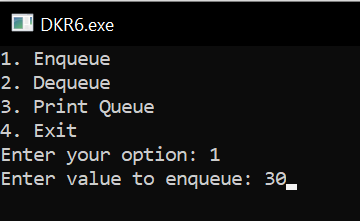 DKR6.exe
1. Enqueue
2. Dequeue
3. Print Queue
4. Exit
Enter your option: 1
Enter value to enqueue: 30